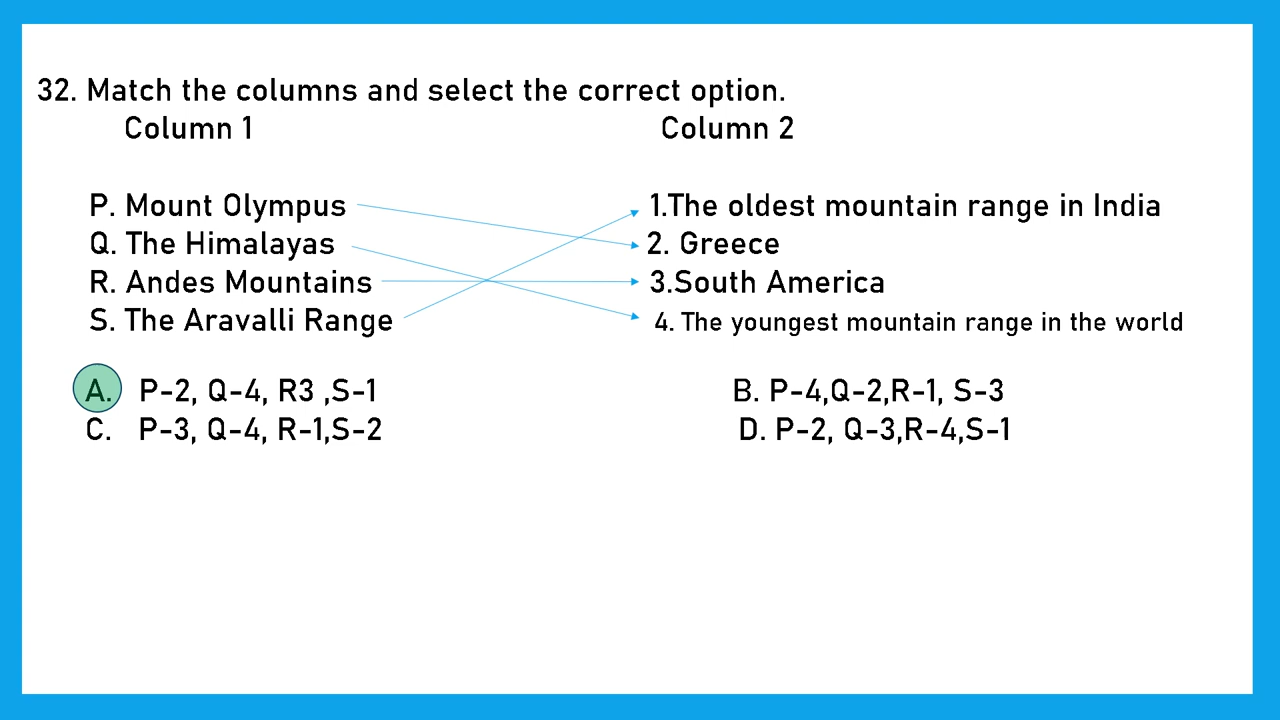 32. Match the columns and select the correct option.
Column 1 Column 2
P. Mount Olympus 1.The oldest mountain range in India
Q. The Himalayas 2. Greece
R. Andes Mountains 3.South America
S. The Aravalli Range 4. The youngest mountain range in the world
A. P-2, Q-4, R3 ,S-1 B. P-4,Q-2,R-1, S-3
C. P-3, Q-4, R-1,S-2 D. P-2, Q-3,R-4,S-1